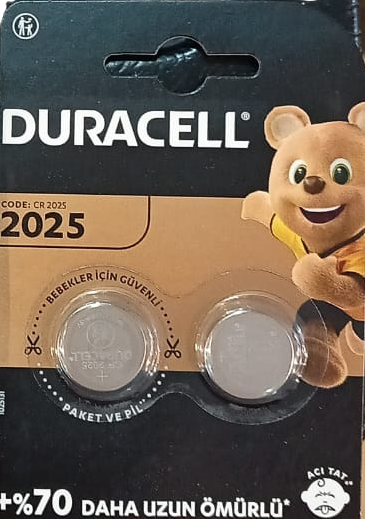 DURACELL®
CODE: CR 2025
2025
BEBEKLER İÇİN GÜVENLİ
DURACELL
CR 2025
PAKET VE PİL*
AÇI TAT*
+%70 DAHA UZUN ÖMÜRLÜ*